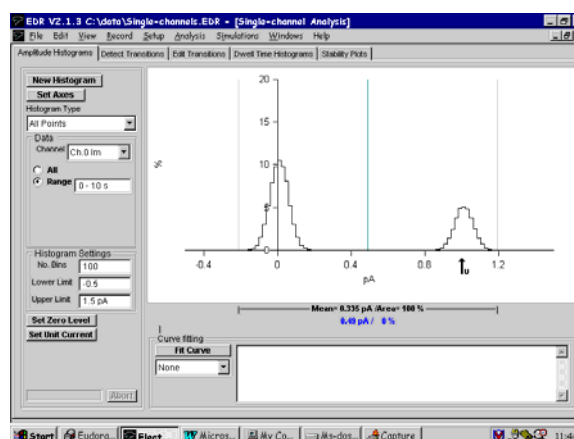 EDR V2.1.3 C:\data\Single-channels.EDR - [Single-channel Analysis]
File Edit View Record Setup Analysis Simulations Windows Help
Amplitude Histograms Detect Transitions Edit Transitions Dwell Time Histograms Stability Plots
New Histogram
Set Axes
Histogram Type
All Points
Data
Channel Ch.0 Im
All
Range 0 - 10 s
Histogram Settings
No. Bins 100
Lower Limit -0.5
Upper Limit 1.5 pA
Set Zero Level
Set Unit Current
Abort
20
15
10
5
0
%
-0.4 0 0.4 0.8 1.2
pA
u
Mean= 0.335 pA /Area= 100 %
0.49 pA / 0 %
Curve fitting
Fit Curve
None
Start Eudora... Elect... Micros... My Co... Ms-dos... Capture